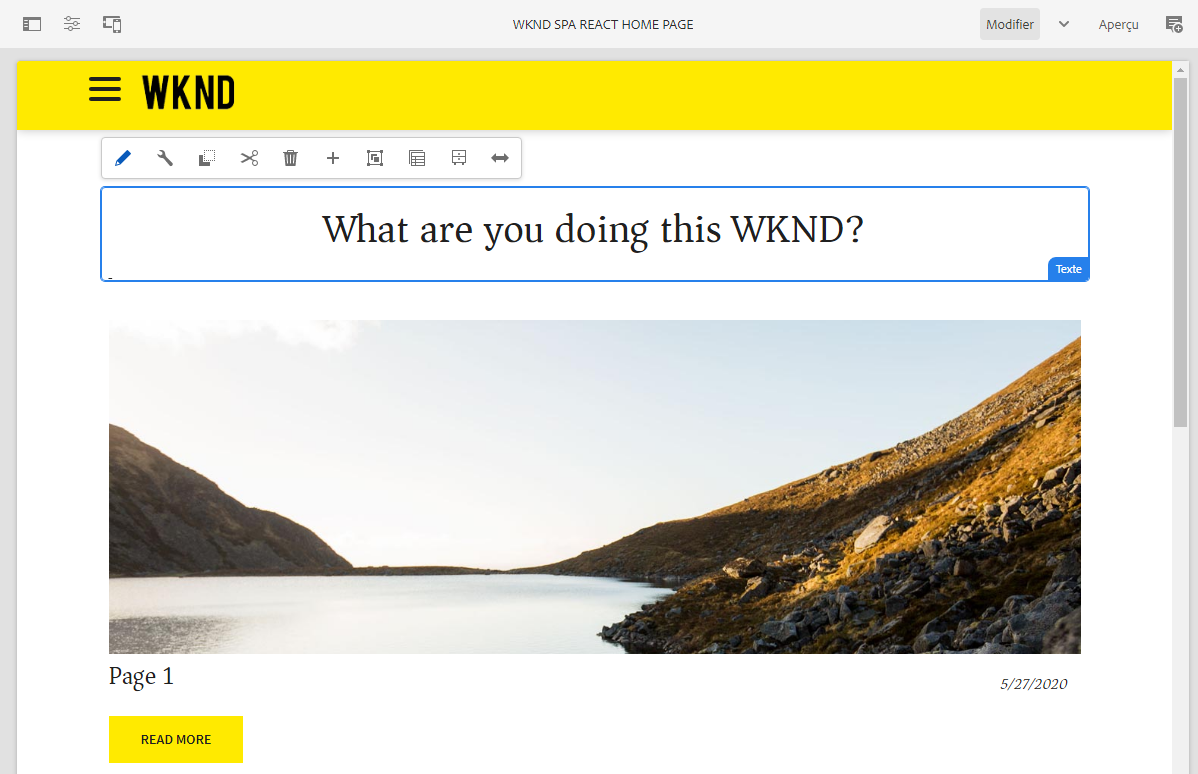 WKND SPA REACT HOME PAGE
Modifier
Aperçu
WKND
What are you doing this WKND?
Texte
Page 1
5/27/2020
READ MORE